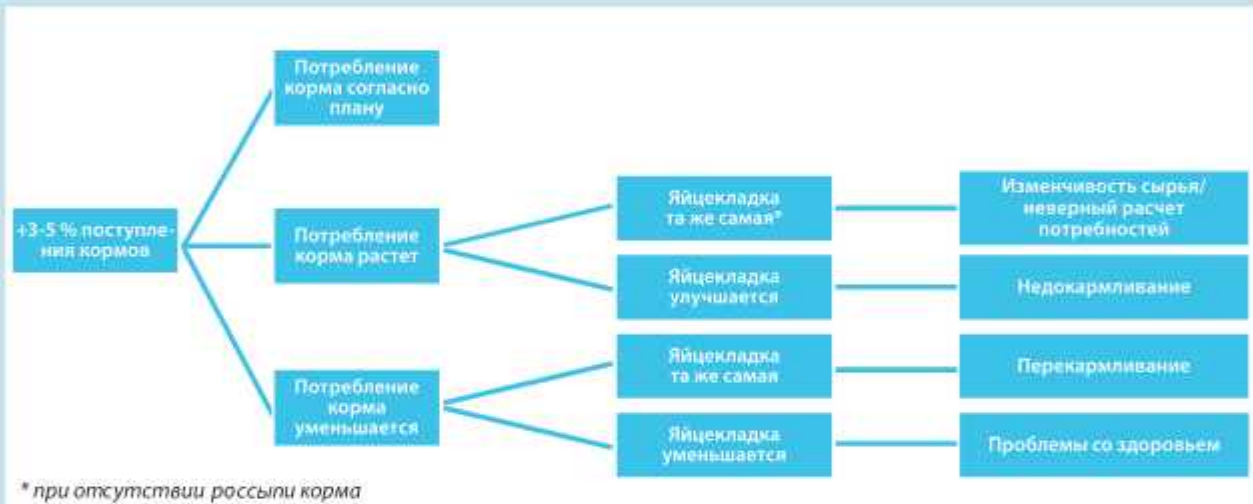 Потребление
корма согласно
плану
+3-5 % поступле-
ния кормов
Потребление
корма растет
Яйцекладка
та же самая*
Изменчивость сырья/
неверный расчет
потребностей
Яйцекладка
улучшается
Недокармливание
Потребление
корма
уменьшается
Яйцекладка
та же самая
Перекармливание
Яйцекладка
уменьшается
Проблемы со здоровьем
* при отсутствии россыпи корма